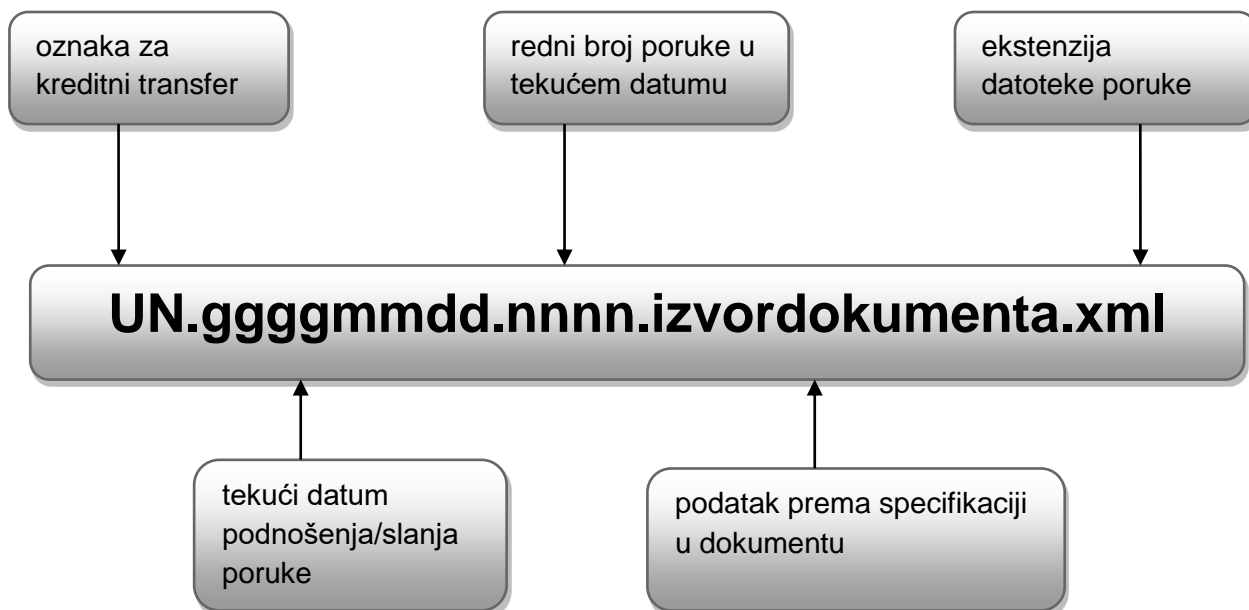 oznaka za
kreditni transfer
redni broj poruke u
tekućem datumu
ekstenzija
datoteke poruke
UN.ggggmmdd.nnnn.izvordokumenta.xml
tekući datum
podnošenja/slanja
poruke
podatak prema specifikaciji
u dokumentu